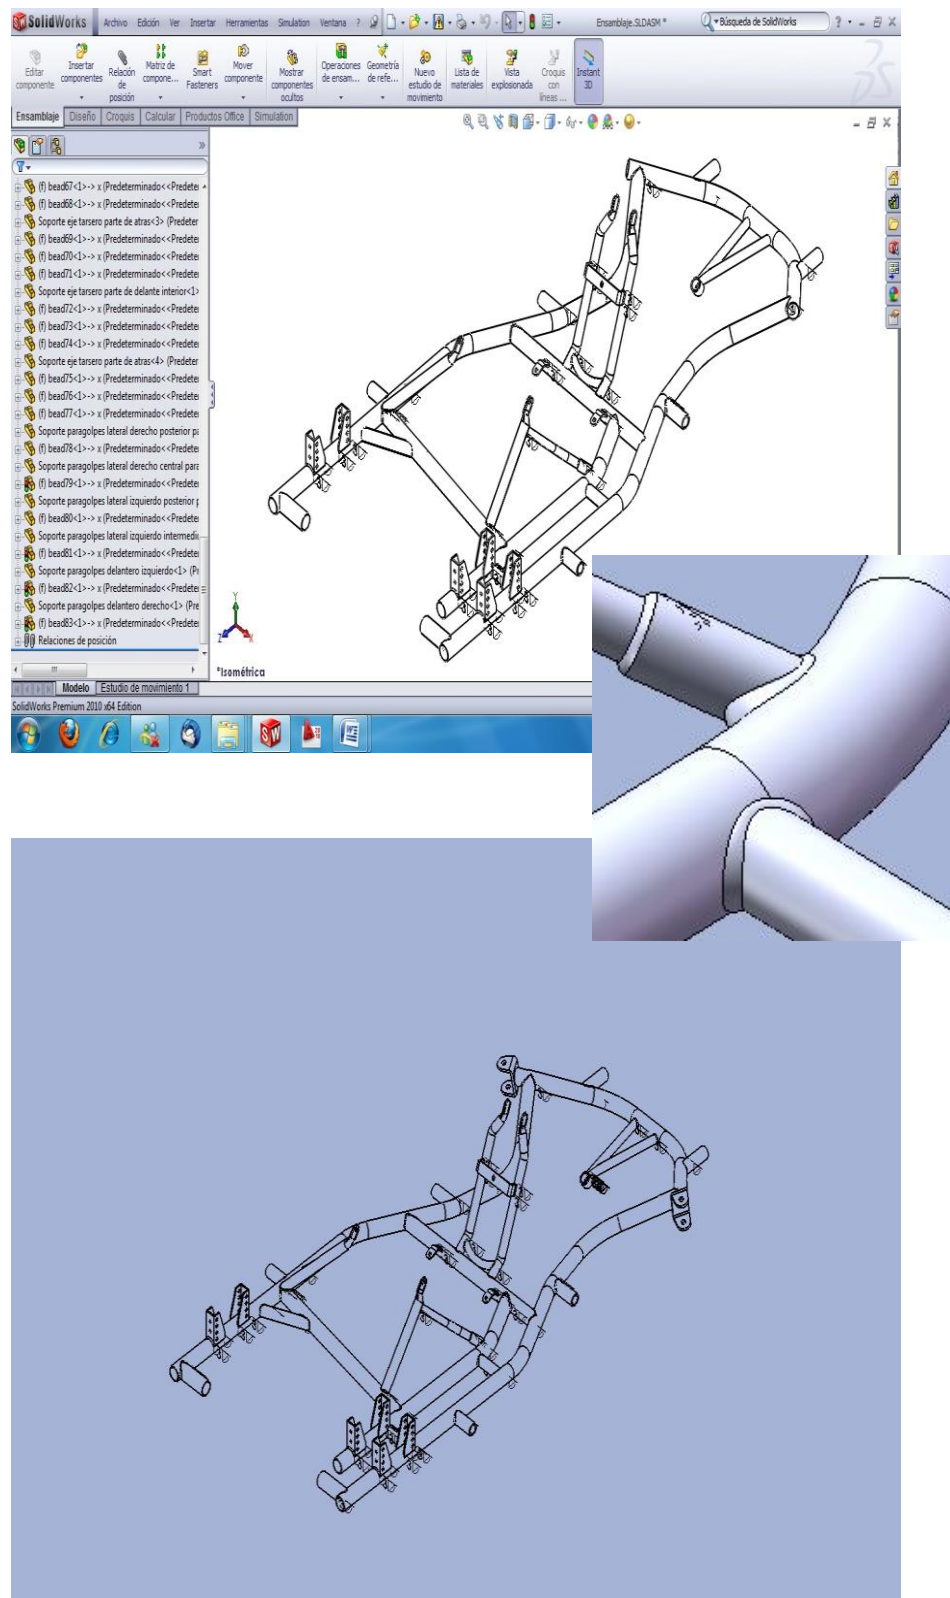 SolidWorks Archivo Edición Ver Insertar Herramientas Simulation Ventana ? Ensamblaje.SLDASM * Búsqueda de SolidWorks ?
Editar componente
Insertar componentes
Relación de posición
Matriz de compone...
Smart Fasteners
Mover componente
Mostrar componentes ocultos
Operaciones de ensam...
Geometría de refe...
Nuevo estudio de movimiento
Lista de materiales
Vista explosionada
Croquis con líneas ...
Instant 3D
Ensamblaje Diseño Croquis Calcular Productos Office Simulation
(f) bead67<1>-> x (Predeterminado<<Predete
(f) bead68<1>-> x (Predeterminado<<Predete
Soporte eje tarsero parte de atras<3> (Predeter
(f) bead69<1>-> x (Predeterminado<<Predete
(f) bead70<1>-> x (Predeterminado<<Predete
(f) bead71<1>-> x (Predeterminado<<Predete
Soporte eje tarsero parte de delante interior<1>
(f) bead72<1>-> x (Predeterminado<<Predete
(f) bead73<1>-> x (Predeterminado<<Predete
(f) bead74<1>-> x (Predeterminado<<Predete
Soporte eje tarsero parte de atras<4> (Predeter
(f) bead75<1>-> x (Predeterminado<<Predete
(f) bead76<1>-> x (Predeterminado<<Predete
(f) bead77<1>-> x (Predeterminado<<Predete
Soporte paragolpes lateral derecho posterior pa
(f) bead78<1>-> x (Predeterminado<<Predete
Soporte paragolpes lateral derecho central para
(f) bead79<1>-> x (Predeterminado<<Predete
Soporte paragolpes lateral izquierdo posterior p
(f) bead80<1>-> x (Predeterminado<<Predete
Soporte paragolpes lateral izquierdo intermedio
(f) bead81<1>-> x (Predeterminado<<Predete
Soporte paragolpes delantero izquierdo<1> (Pr
(f) bead82<1>-> x (Predeterminado<<Predete
Soporte paragolpes delantero derecho<1> (Pre
(f) bead83<1>-> x (Predeterminado<<Predete
Relaciones de posición
Y
Z
X
*Isométrica
Modelo Estudio de movimiento 1
SolidWorks Premium 2010 x64 Edition